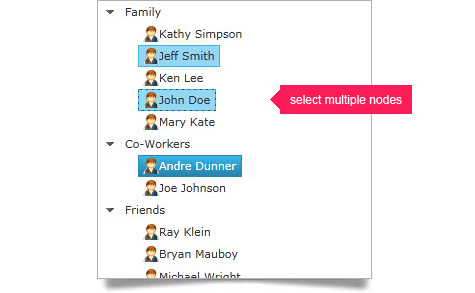 Family
Kathy Simpson
Jeff Smith
Ken Lee
John Doe
select multiple nodes
Mary Kate
Co-Workers
Andre Dunner
Joe Johnson
Friends
Ray Klein
Bryan Mauboy
Michael Wright